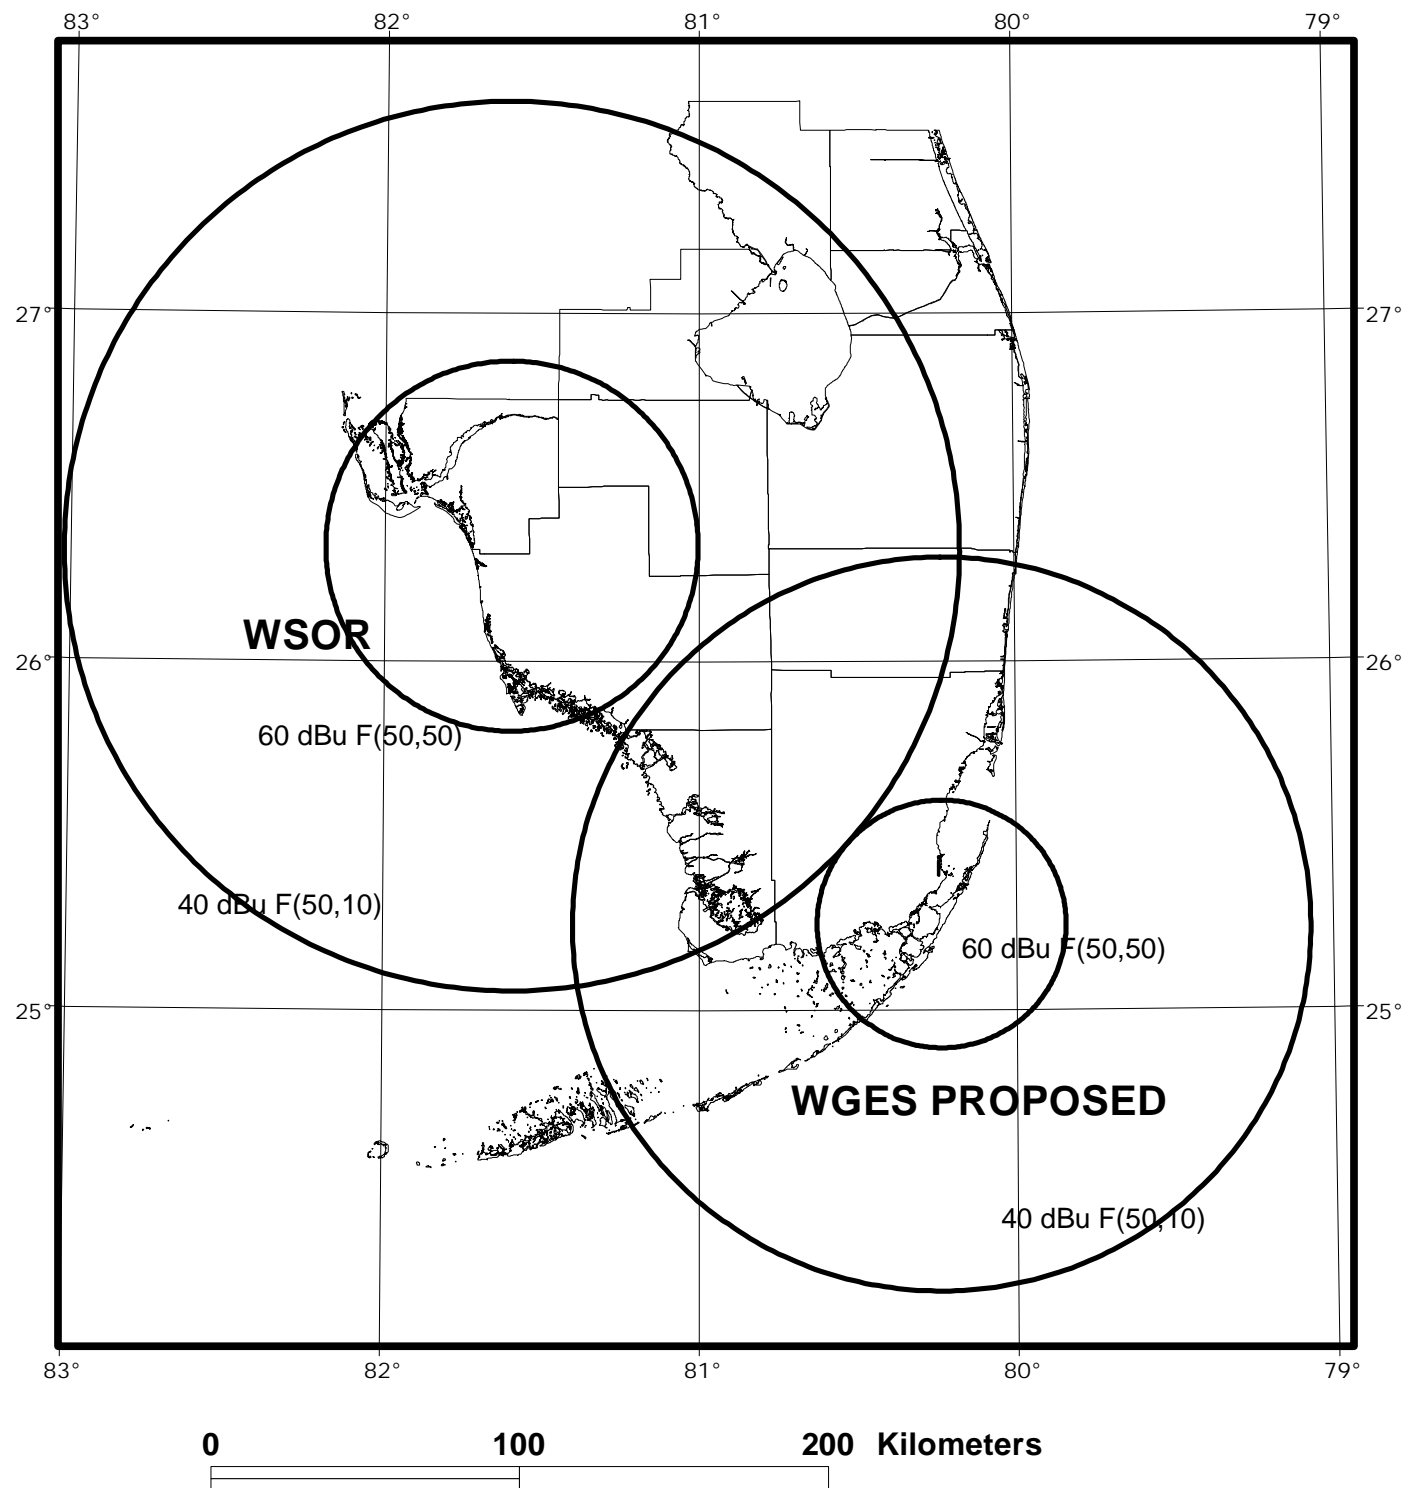 83° 82° 81° 80° 79°
27° 27°
WSOR
26° 26°
60 dBu F(50,50)
40 dBu F(50,10)
60 dBu F(50,50)
25° 25°
WGES PROPOSED
40 dBu F(50,10)
83° 82° 81° 80° 79°
0 100 200 Kilometers